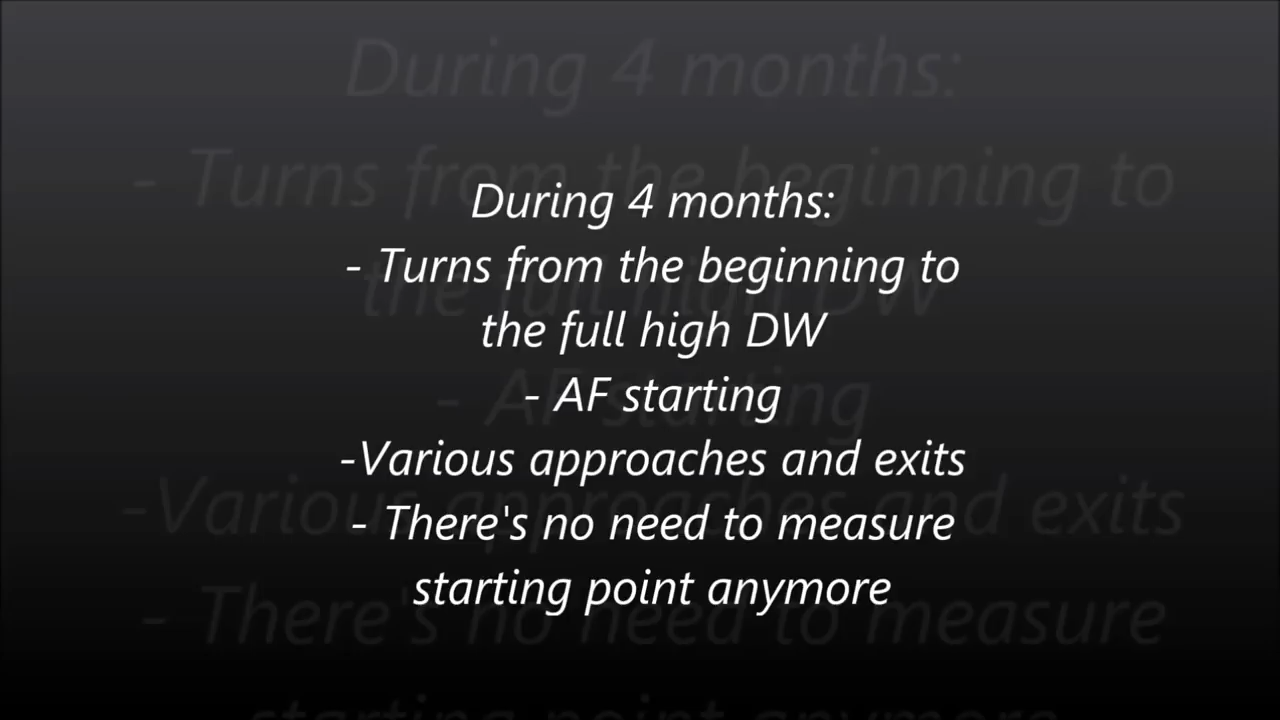 During 4 months:
- Turns from the beginning to
the full high DW
- AF starting
-Various approaches and exits
- There's no need to measure
starting point anymore